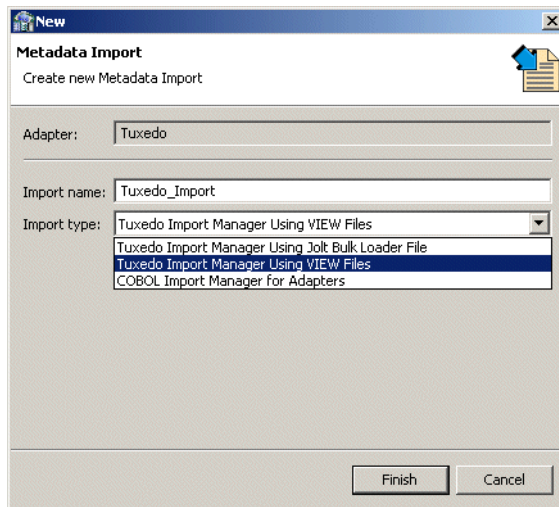 New
Metadata Import
Create new Metadata Import
Adapter: Tuxedo
Import name: Tuxedo_Import
Import type: Tuxedo Import Manager Using VIEW Files
Tuxedo Import Manager Using Jolt Bulk Loader File
Tuxedo Import Manager Using VIEW Files
COBOL Import Manager for Adapters
Finish Cancel